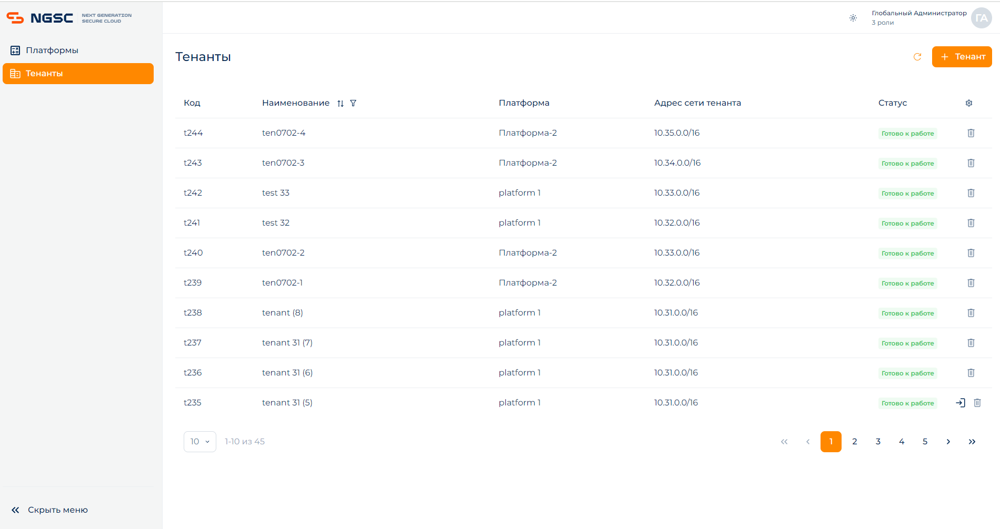 NGSC
NEXT GENERATION
SECURE CLOUD
Глобальный Администратор
3 роли
ГА
Платформы
Тенанты
Тенанты
Тенант
Код Наименование Платформа Адрес сети тенанта Статус
t244 ten0702-4 Платформа-2 10.35.0.0/16 Готово к работе
t243 ten0702-3 Платформа-2 10.34.0.0/16 Готово к работе
t242 test 33 platform 1 10.33.0.0/16 Готово к работе
t241 test 32 platform 1 10.32.0.0/16 Готово к работе
t240 ten0702-2 Платформа-2 10.33.0.0/16 Готово к работе
t239 ten0702-1 Платформа-2 10.32.0.0/16 Готово к работе
t238 tenant (8) platform 1 10.31.0.0/16 Готово к работе
t237 tenant 31 (7) platform 1 10.31.0.0/16 Готово к работе
t236 tenant 31 (6) platform 1 10.31.0.0/16 Готово к работе
t235 tenant 31 (5) platform 1 10.31.0.0/16 Готово к работе
10 1-10 из 45 1 2 3 4 5
Скрыть меню